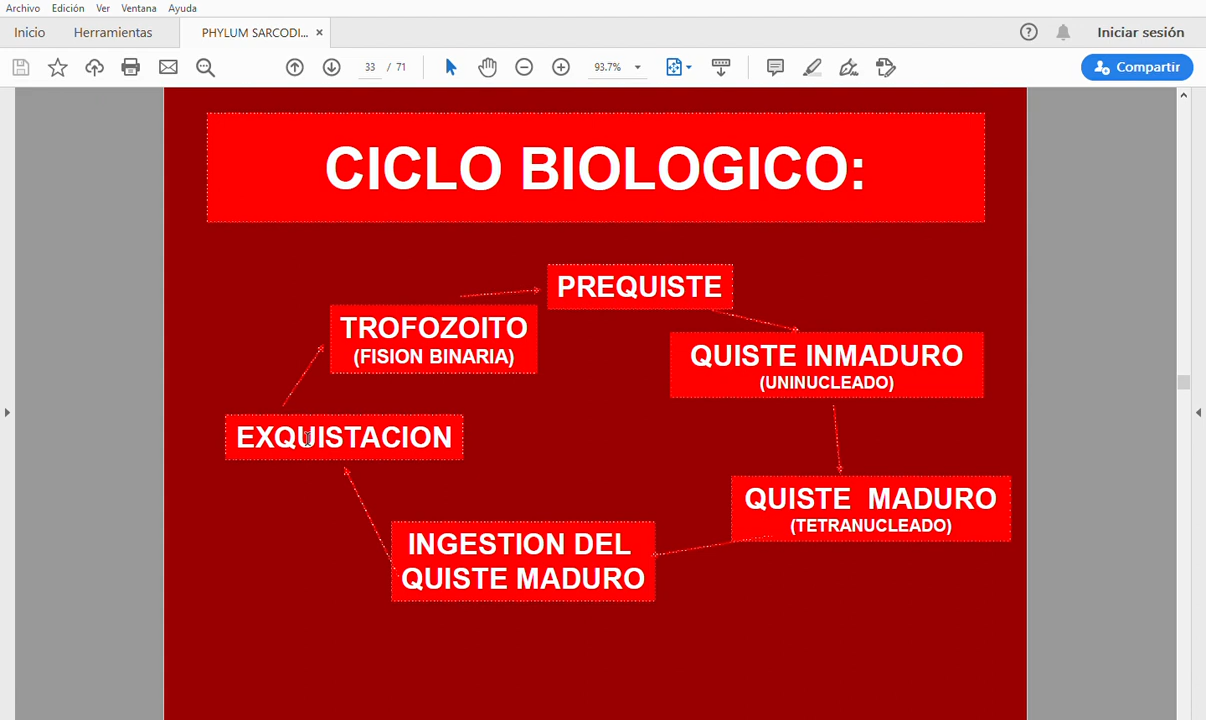 Archivo Edición Ver Ventana Ayuda
Inicio Herramientas PHYLUM SARCODI... × Iniciar sesión
33 / 71 93.7% Compartir
CICLO BIOLOGICO:
PREQUISTE
TROFOZOITO
(FISION BINARIA)
QUISTE INMADURO
(UNINUCLEADO)
EXQUISTACION
QUISTE MADURO
(TETRANUCLEADO)
INGESTION DEL
QUISTE MADURO